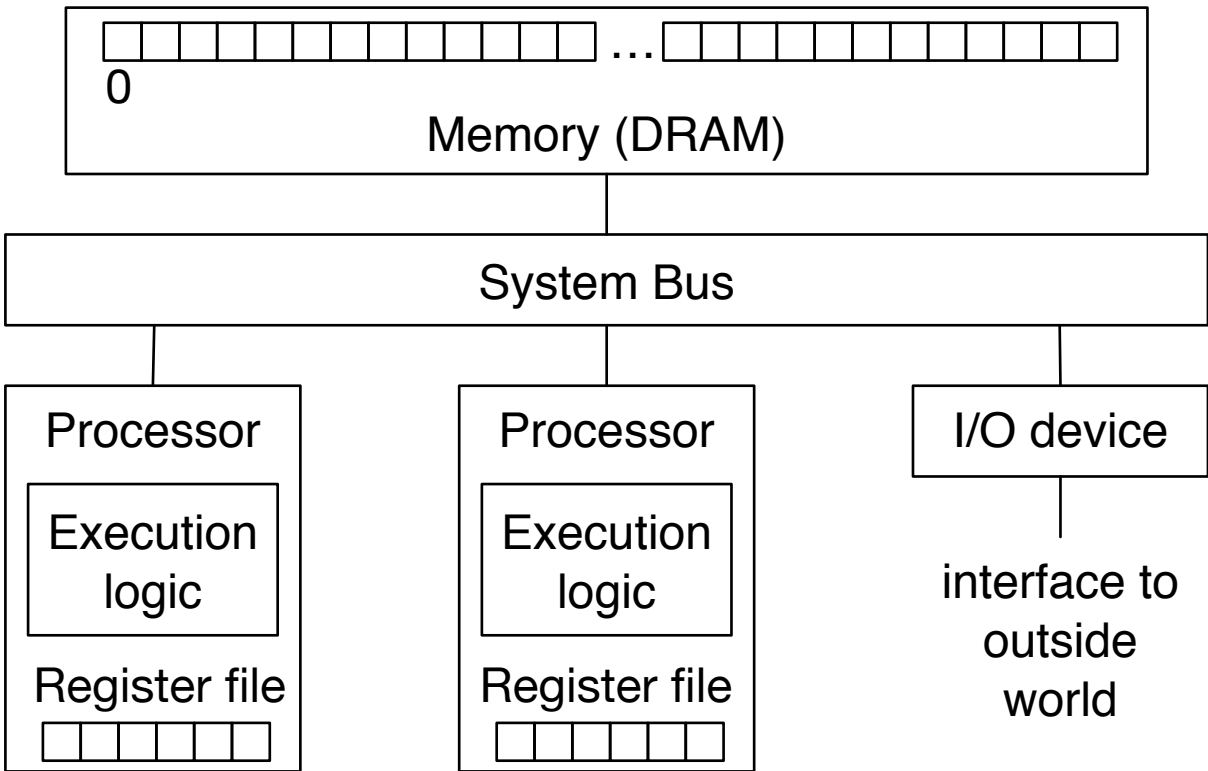 ...
0
Memory (DRAM)
System Bus
Processor
Execution
logic
Register file
Processor
Execution
logic
Register file
I/O device
interface to
outside
world